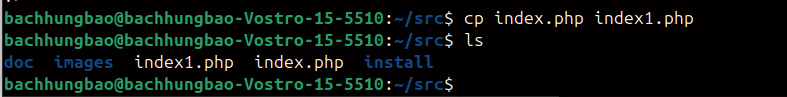 bachhungbao@bachhungbao-Vostro-15-5510:~/src$ cp index.php index1.php
bachhungbao@bachhungbao-Vostro-15-5510:~/src$ ls
doc images index1.php index.php install
bachhungbao@bachhungbao-Vostro-15-5510:~/src$